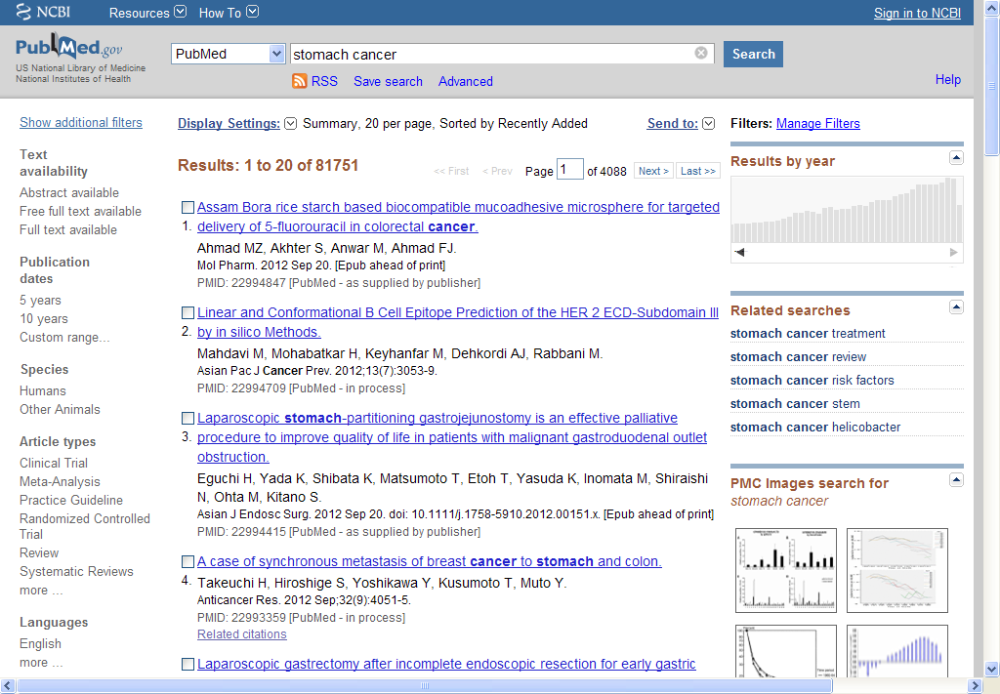 NCBI Resources How To Sign in to NCBI
PubMed.gov
US National Library of Medicine
National Institutes of Health
PubMed stomach cancer Search
RSS Save search Advanced Help
Show additional filters
Text
availability
Abstract available
Free full text available
Full text available
Publication
dates
5 years
10 years
Custom range...
Species
Humans
Other Animals
Article types
Clinical Trial
Meta-Analysis
Practice Guideline
Randomized Controlled
Trial
Review
Systematic Reviews
more ...
Languages
English
more ...
Display Settings: Summary, 20 per page, Sorted by Recently Added Send to:
Results: 1 to 20 of 81751
<< First < Prev Page 1 of 4088 Next > Last >>
Assam Bora rice starch based biocompatible mucoadhesive microsphere for targeted
1. delivery of 5-fluorouracil in colorectal cancer.
Ahmad MZ, Akhter S, Anwar M, Ahmad FJ.
Mol Pharm. 2012 Sep 20. [Epub ahead of print]
PMID: 22994847 [PubMed - as supplied by publisher]
Linear and Conformational B Cell Epitope Prediction of the HER 2 ECD-Subdomain III
2. by in silico Methods.
Mahdavi M, Mohabatkar H, Keyhanfar M, Dehkordi AJ, Rabbani M.
Asian Pac J Cancer Prev. 2012;13(7):3053-9.
PMID: 22994709 [PubMed - in process]
Laparoscopic stomach-partitioning gastrojejunostomy is an effective palliative
3. procedure to improve quality of life in patients with malignant gastroduodenal outlet
obstruction.
Eguchi H, Yada K, Shibata K, Matsumoto T, Etoh T, Yasuda K, Inomata M, Shiraishi
N, Ohta M, Kitano S.
Asian J Endosc Surg. 2012 Sep 20. doi: 10.1111/j.1758-5910.2012.00151.x. [Epub ahead of print]
PMID: 22994415 [PubMed - as supplied by publisher]
A case of synchronous metastasis of breast cancer to stomach and colon.
4. Takeuchi H, Hiroshige S, Yoshikawa Y, Kusumoto T, Muto Y.
Anticancer Res. 2012 Sep;32(9):4051-5.
PMID: 22993359 [PubMed - in process]
Related citations
Laparoscopic gastrectomy after incomplete endoscopic resection for early gastric
Filters: Manage Filters
Results by year
Related searches
stomach cancer treatment
stomach cancer review
stomach cancer risk factors
stomach cancer stem
stomach cancer helicobacter
PMC Images search for
stomach cancer